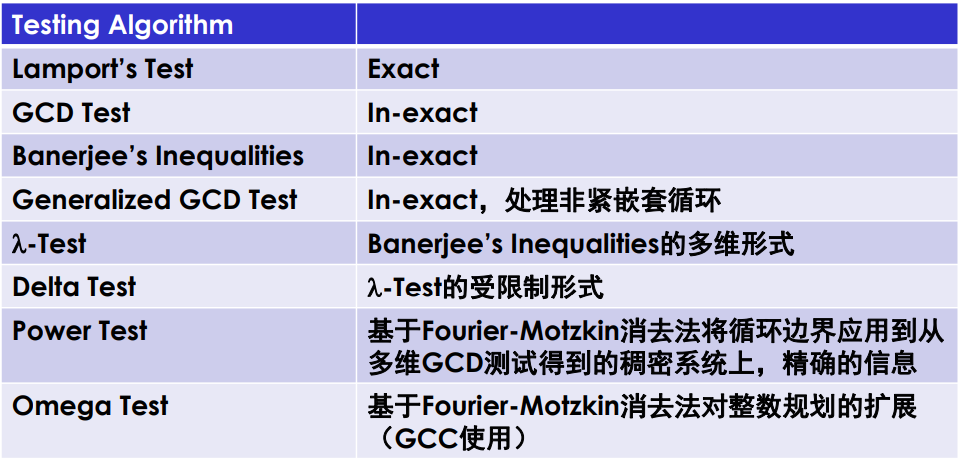 Testing Algorithm
Lamport's Test
Exact
GCD Test
In-exact
Banerjee's Inequalities
In-exact
Generalized GCD Test
In-exact，处理非紧嵌套循环
λ-Test
Banerjee's Inequalities的多维形式
Delta Test
λ-Test的受限制形式
Power Test
基于Fourier-Motzkin消去法将循环边界应用到从
多维GCD测试得到的稠密系统上，精确的信息
Omega Test
基于Fourier-Motzkin消去法对整数规划的扩展
（GCC使用）